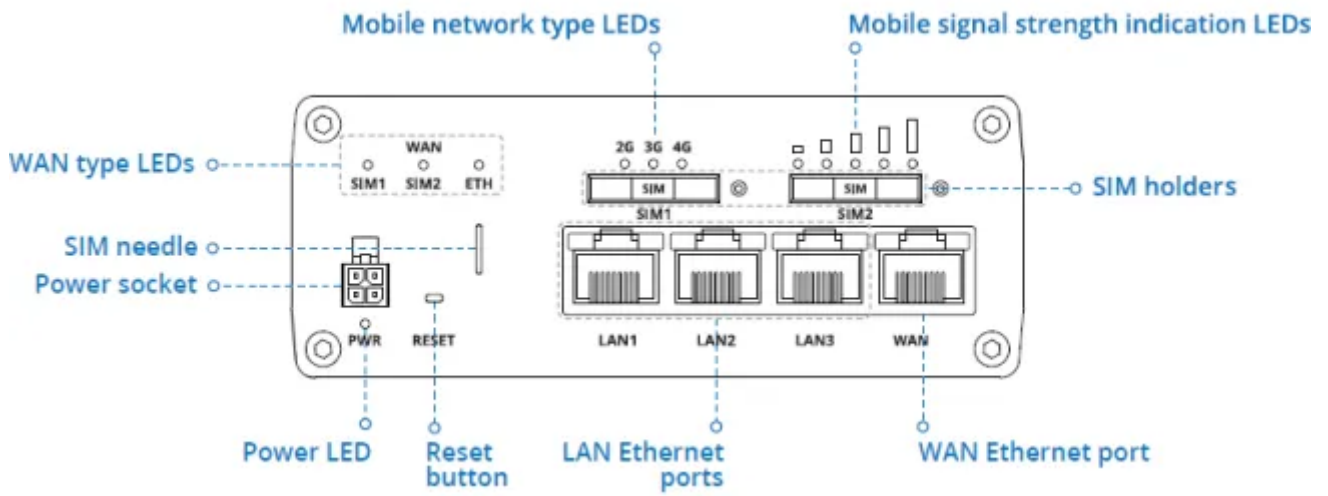 Mobile network type LEDs
Mobile signal strength indication LEDs
WAN type LEDs
WAN
SIM1 SIM2 ETH
2G 3G 4G
SIM
SIM
SIM holders
SIM1
SIM2
SIM needle
Power socket
PWR
RESET
LAN1
LAN2
LAN3
WAN
Power LED
Reset
button
LAN Ethernet
ports
WAN Ethernet port